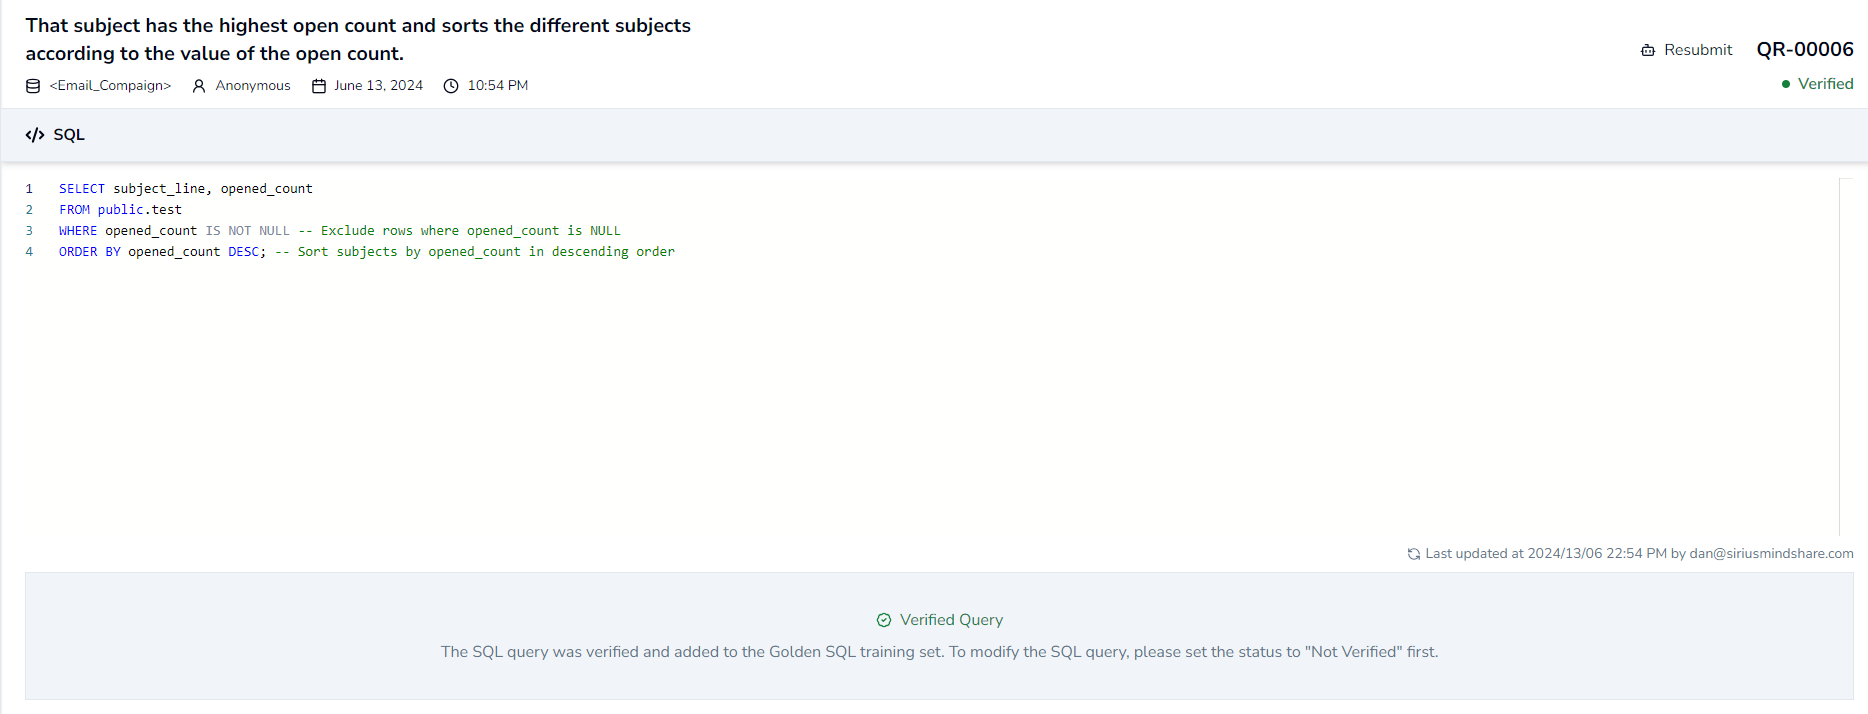 That subject has the highest open count and sorts the different subjects
according to the value of the open count.
Resubmit QR-00006
<Email_Compaign> Anonymous June 13, 2024 10:54 PM
Verified
</> SQL
1 SELECT subject_line, opened_count
2 FROM public.test
3 WHERE opened_count IS NOT NULL -- Exclude rows where opened_count is NULL
4 ORDER BY opened_count DESC; -- Sort subjects by opened_count in descending order
Last updated at 2024/13/06 22:54 PM by dan@siriusmindshare.com
Verified Query
The SQL query was verified and added to the Golden SQL training set. To modify the SQL query, please set the status to "Not Verified" first.